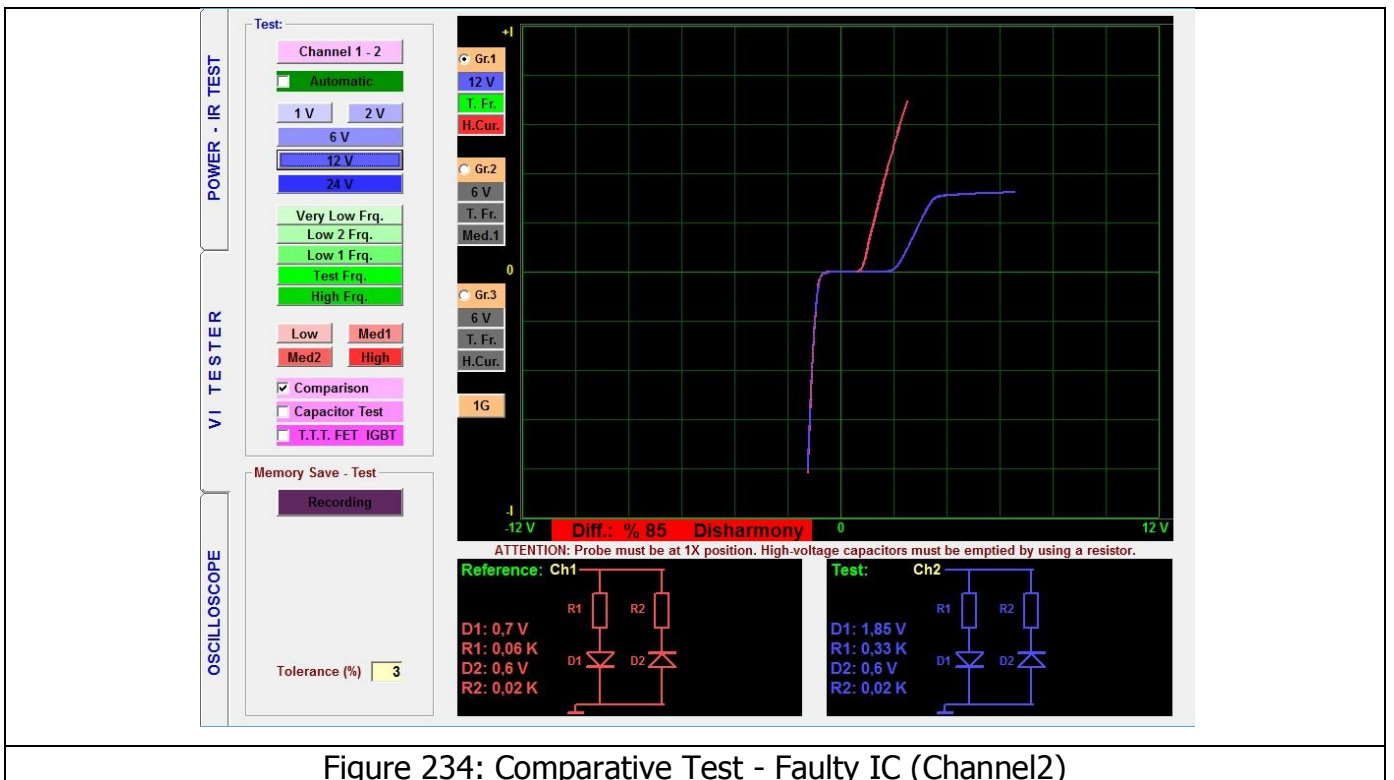 POWER - IR TEST
VI TESTER
OSCILLOSCOPE
Test:
Channel 1 - 2
Automatic
1 V 2 V
6 V
12 V
24 V
Very Low Frq.
Low 2 Frq.
Low 1 Frq.
Test Frq.
High Frq.
Low Med1
Med2 High
Comparison
Capacitor Test
T.T.T. FET IGBT
Memory Save - Test
Recording
Tolerance (%) 3
Gr.1
12 V
T. Fr.
H.Cur.
Gr.2
6 V
T. Fr.
Med.1
Gr.3
6 V
T. Fr.
H.Cur.
1G
+I
0
-I
-12 V Diff.: % 85 Disharmony 0 12 V
ATTENTION: Probe must be at 1X position. High-voltage capacitors must be emptied by using a resistor.
Reference: Ch1
R1 R2
D1: 0,7 V
R1: 0,06 K
D2: 0,6 V
R2: 0,02 K
D1 D2
Test: Ch2
R1 R2
D1: 1,85 V
R1: 0,33 K
D2: 0,6 V
R2: 0,02 K
D1 D2
Figure 234: Comparative Test - Faulty IC (Channel2)